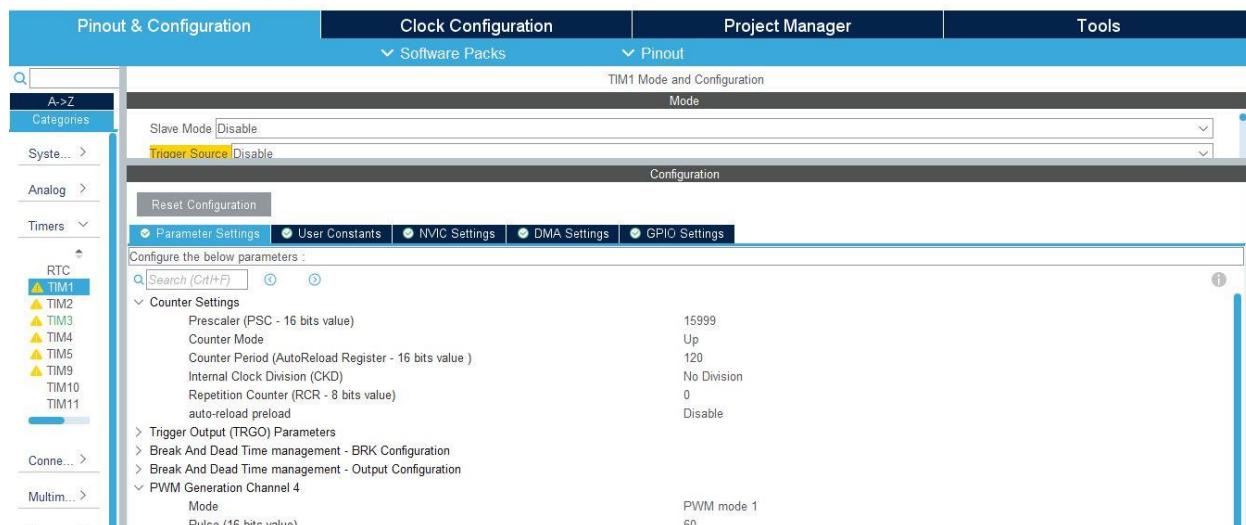 Pinout & Configuration Clock Configuration Project Manager Tools
Software Packs Pinout
TIM1 Mode and Configuration
A->Z
Mode
Categories
Slave Mode Disable
Syste...
Trigger Source Disable
Configuration
Analog
Reset Configuration
Timers
Parameter Settings User Constants NVIC Settings DMA Settings GPIO Settings
Configure the below parameters :
RTC
Search (Crtl+F)
TIM1
Counter Settings
TIM2
Prescaler (PSC - 16 bits value) 15999
TIM3
Counter Mode Up
TIM4
Counter Period (AutoReload Register - 16 bits value ) 120
TIM5
Internal Clock Division (CKD) No Division
TIM9
Repetition Counter (RCR - 8 bits value) 0
TIM10
auto-reload preload Disable
TIM11
Trigger Output (TRGO) Parameters
Break And Dead Time management - BRK Configuration
Conne...
Break And Dead Time management - Output Configuration
PWM Generation Channel 4
Multim...
Mode PWM mode 1
Pulse (16 bits value) 60